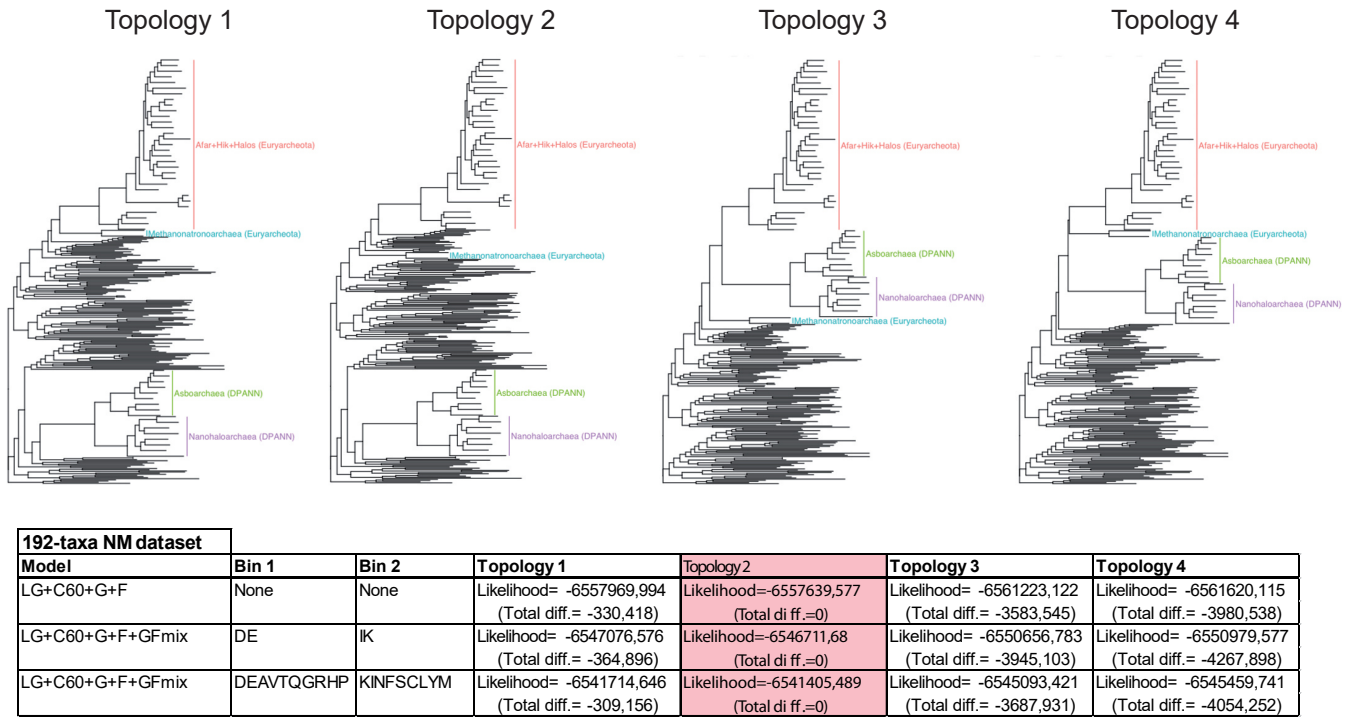 Topology 1 Topology 2 Topology 3 Topology 4
Afar+Hik+Halos (Euryarcheota) Afar+Hik+Halos (Euryarcheota) Afar+Hik+Halos (Euryarcheota) Afar+Hik+Halos (Euryarcheota)
IMethanonatronoarchaea (Euryarcheota) IMethanonatronoarchaea (Euryarcheota)
IMethanonatronoarchaea (Euryarcheota)
Asboarchaea (DPANN) Asboarchaea (DPANN)
Nanohaloarchaea (DPANN) Nanohaloarchaea (DPANN)
IMethanonatronoarchaea (Euryarcheota)
Asboarchaea (DPANN) Asboarchaea (DPANN)
Nanohaloarchaea (DPANN) Nanohaloarchaea (DPANN)
192-taxa NM dataset
Model Bin 1 Bin 2 Topology 1 Topology 2 Topology 3 Topology 4
LG+C60+G+F None None Likelihood= -6557969,994 Likelihood=-6557639,577 Likelihood= -6561223,122 Likelihood= -6561620,115
(Total diff.= -330,418) (Total di ff.=0) (Total diff.= -3583,545) (Total diff.= -3980,538)
LG+C60+G+F+GFmix DE IK Likelihood= -6547076,576 Likelihood=-6546711,68 Likelihood= -6550656,783 Likelihood= -6550979,577
(Total diff.= -364,896) (Total di ff.=0) (Total diff.= -3945,103) (Total diff.= -4267,898)
LG+C60+G+F+GFmix DEAVTQGRHP KINFSCLYM Likelihood= -6541714,646 Likelihood=-6541405,489 Likelihood= -6545093,421 Likelihood= -6545459,741
(Total diff.= -309,156) (Total di ff.=0) (Total diff.= -3687,931) (Total diff.= -4054,252)